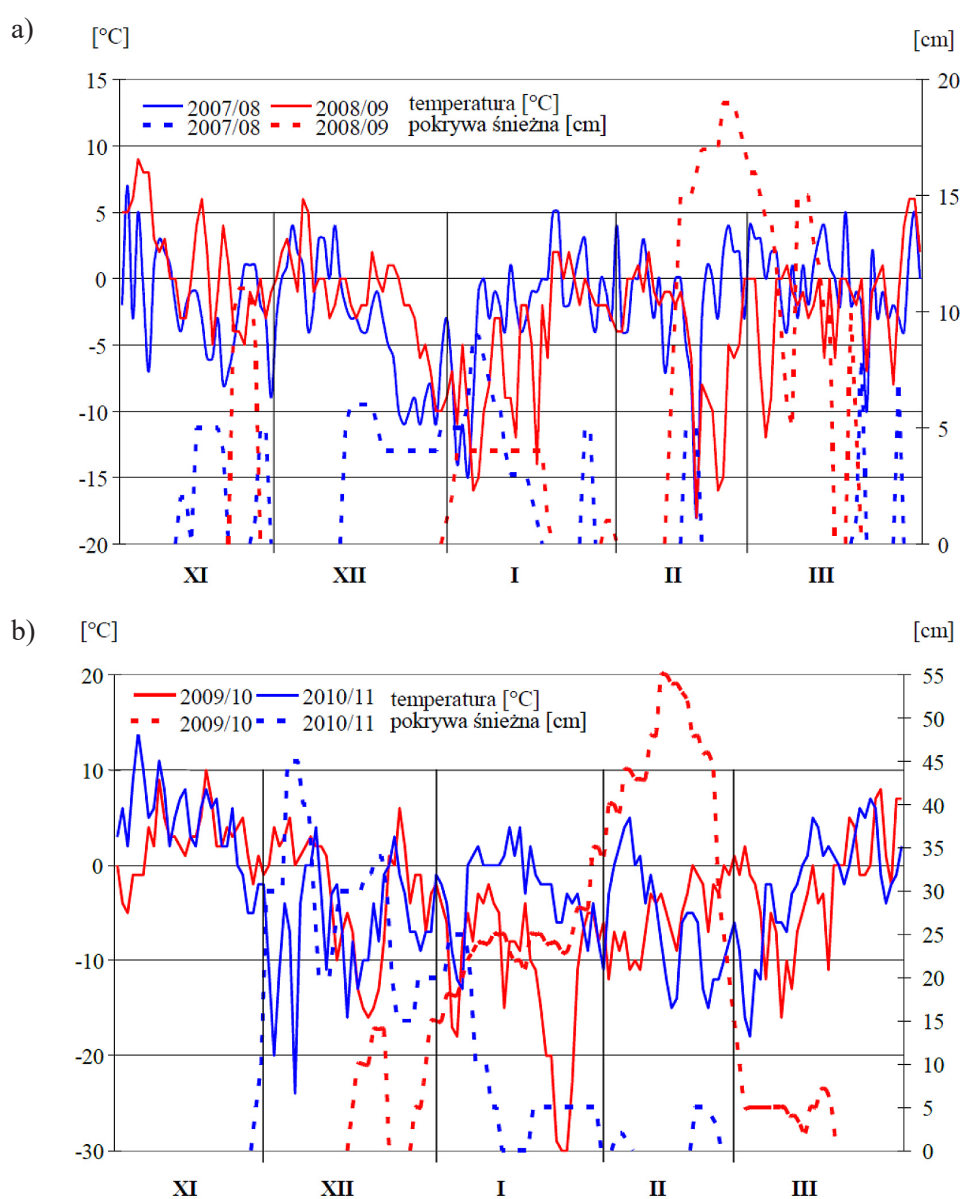 a)
[°C]
[cm]
2007/08 2008/09 temperatura [°C]
2007/08 2008/09 pokrywa śnieżna [cm]
15
10
5
0
-5
-10
-15
-20
20
15
10
5
0
XI XII I II III
b)
[°C]
[cm]
2009/10 2010/11 temperatura [°C]
2009/10 2010/11 pokrywa śnieżna [cm]
20
10
0
-10
-20
-30
55
50
45
40
35
30
25
20
15
10
5
0
XI XII I II III